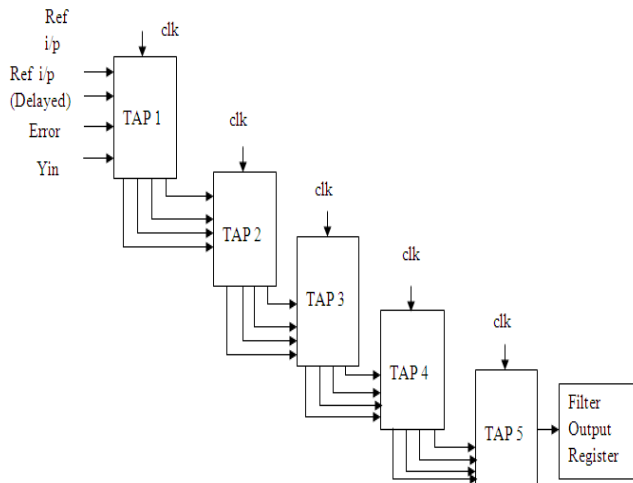 Ref
i/p
clk
Ref i/p
(Delayed)
Error
Yin
TAP 1
clk
TAP 2
clk
TAP 3
clk
TAP 4
clk
TAP 5
Filter
Output
Register